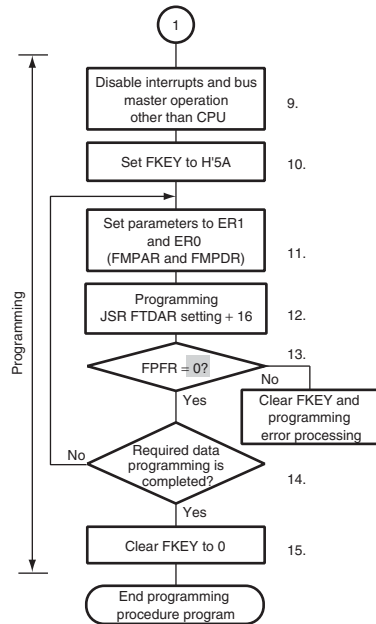 1
Disable interrupts and bus
master operation
other than CPU
9.
Set FKEY to H'5A
10.
Set parameters to ER1
and ER0
(FMPAR and FMPDR)
11.
Programming
JSR FTDAR setting + 16
12.
Programming
FPFR = 0?
13.
No
Yes
Clear FKEY and
programming
error processing
No
Required data
programming is
completed?
14.
Yes
Clear FKEY to 0
15.
End programming
procedure program